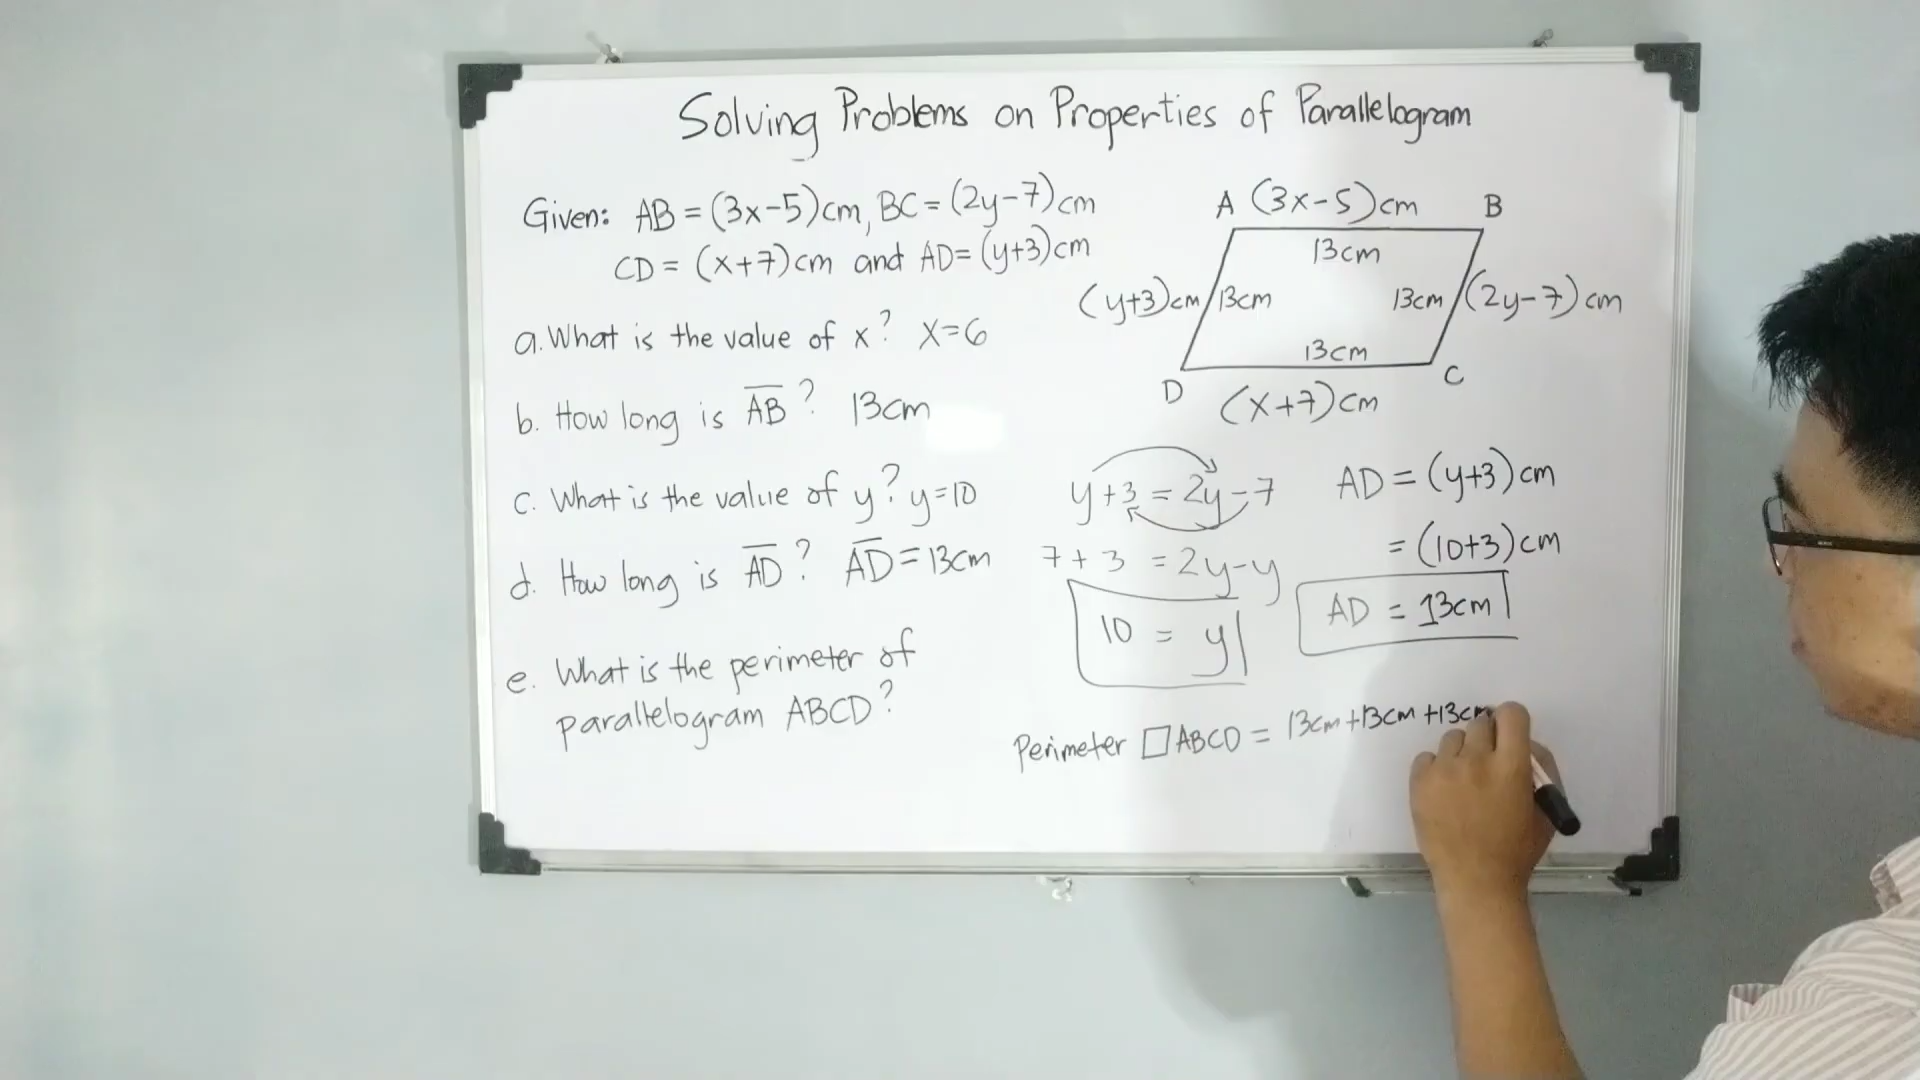 Solving Problems on Properties of Parallelogram
Given: AB = (3x-5)cm, BC = (2y-7)cm
CD = (x+7)cm and AD = (y+3)cm
a. What is the value of x? x=6
b. How long is A̅B̅? 13cm
c. What is the value of y? y=10
d. How long is A̅D̅? A̅D̅ = 13cm
e. What is the perimeter of
parallelogram ABCD?
A (3x-5)cm B
13cm
(y+3)cm 13cm 13cm (2y-7)cm
13cm
D (x+7)cm C
y+3 = 2y-7
7+3 = 2y-y
10 = y
AD = (y+3)cm
= (10+3)cm
AD = 13cm
Perimeter □ABCD = 13cm+13cm+13cm